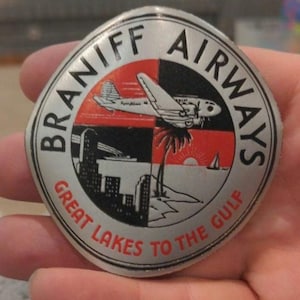 BRANIFF AIRWAYS
GREAT LAKES TO THE GULF